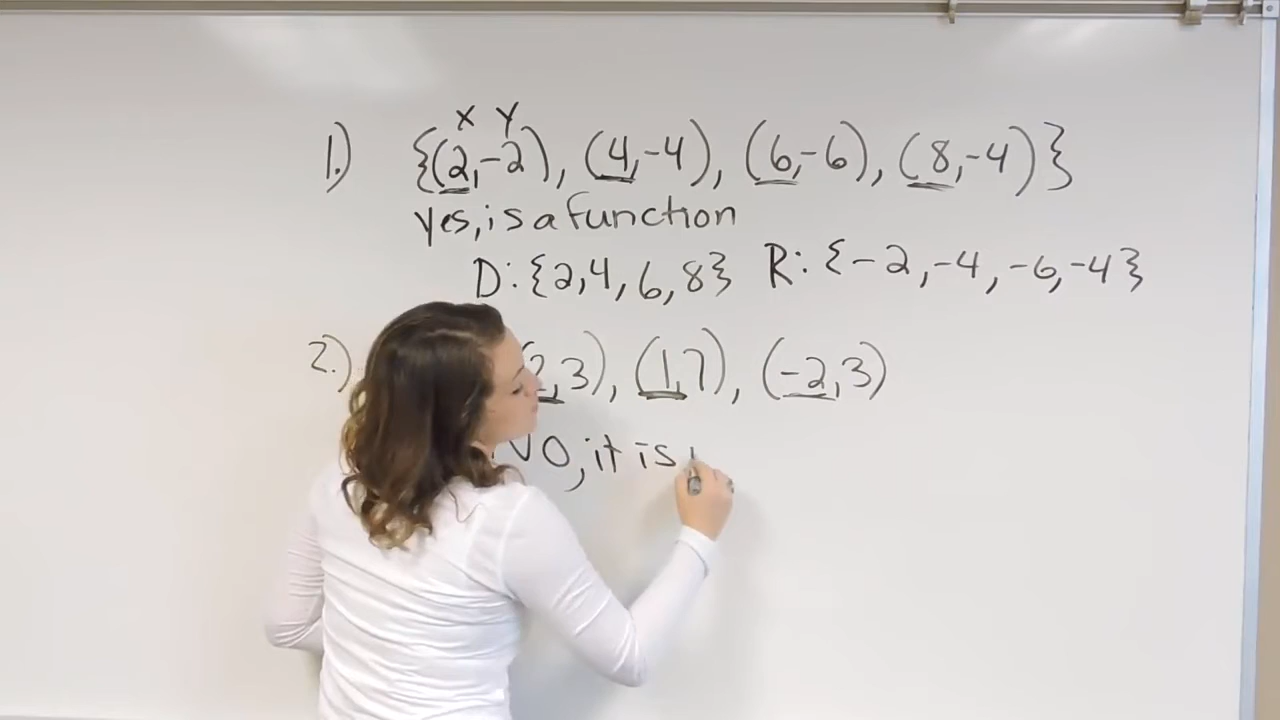 X Y
1.) {(2,-2), (4,-4), (6,-6), (8,-4)}
yes, is a function
D: {2,4,6,8} R: {-2,-4,-6,-4}
2.) 2,3), (1,7), (-2,3)
No, it is